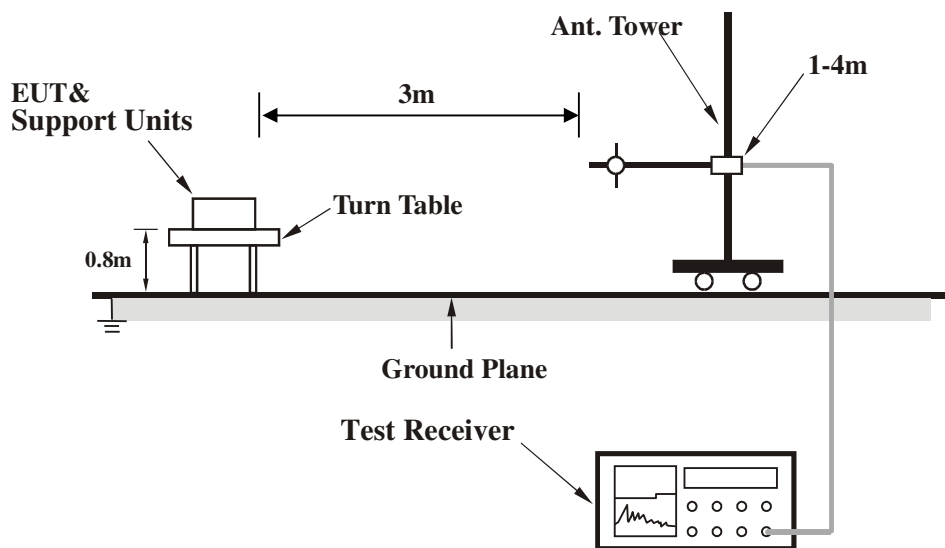 Ant. Tower
1-4m
3m
EUT&
Support Units
Turn Table
0.8m
Ground Plane
Test Receiver